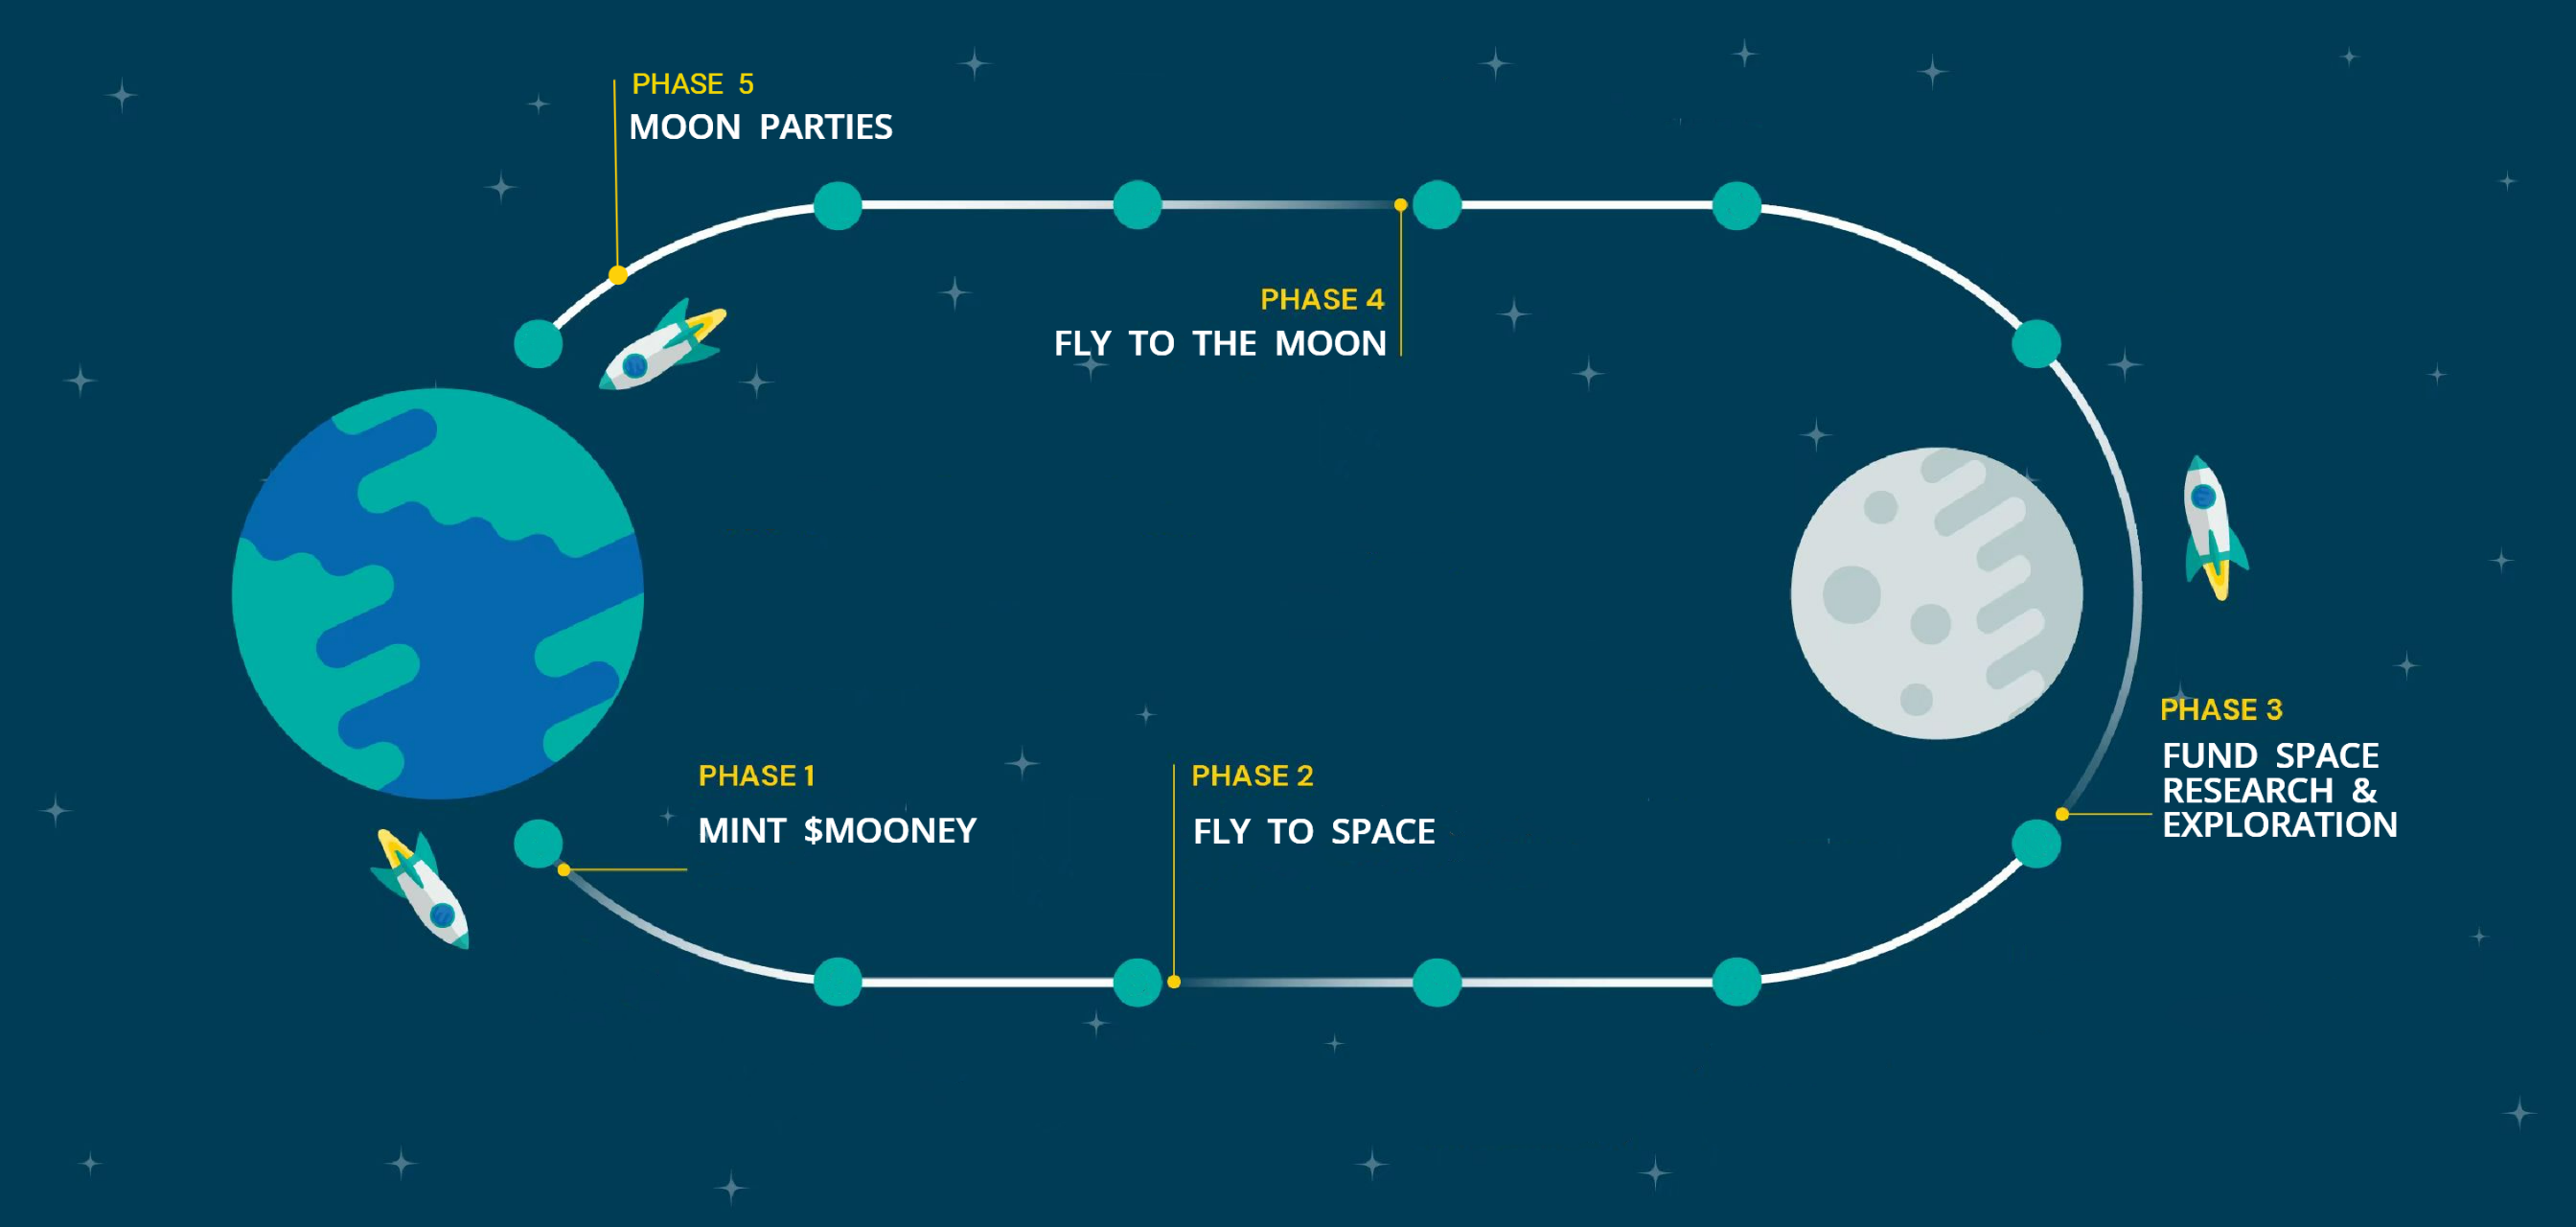 PHASE 5
MOON PARTIES
PHASE 4
FLY TO THE MOON
PHASE 3
FUND SPACE
RESEARCH &
EXPLORATION
PHASE 1
MINT $MOONEY
PHASE 2
FLY TO SPACE